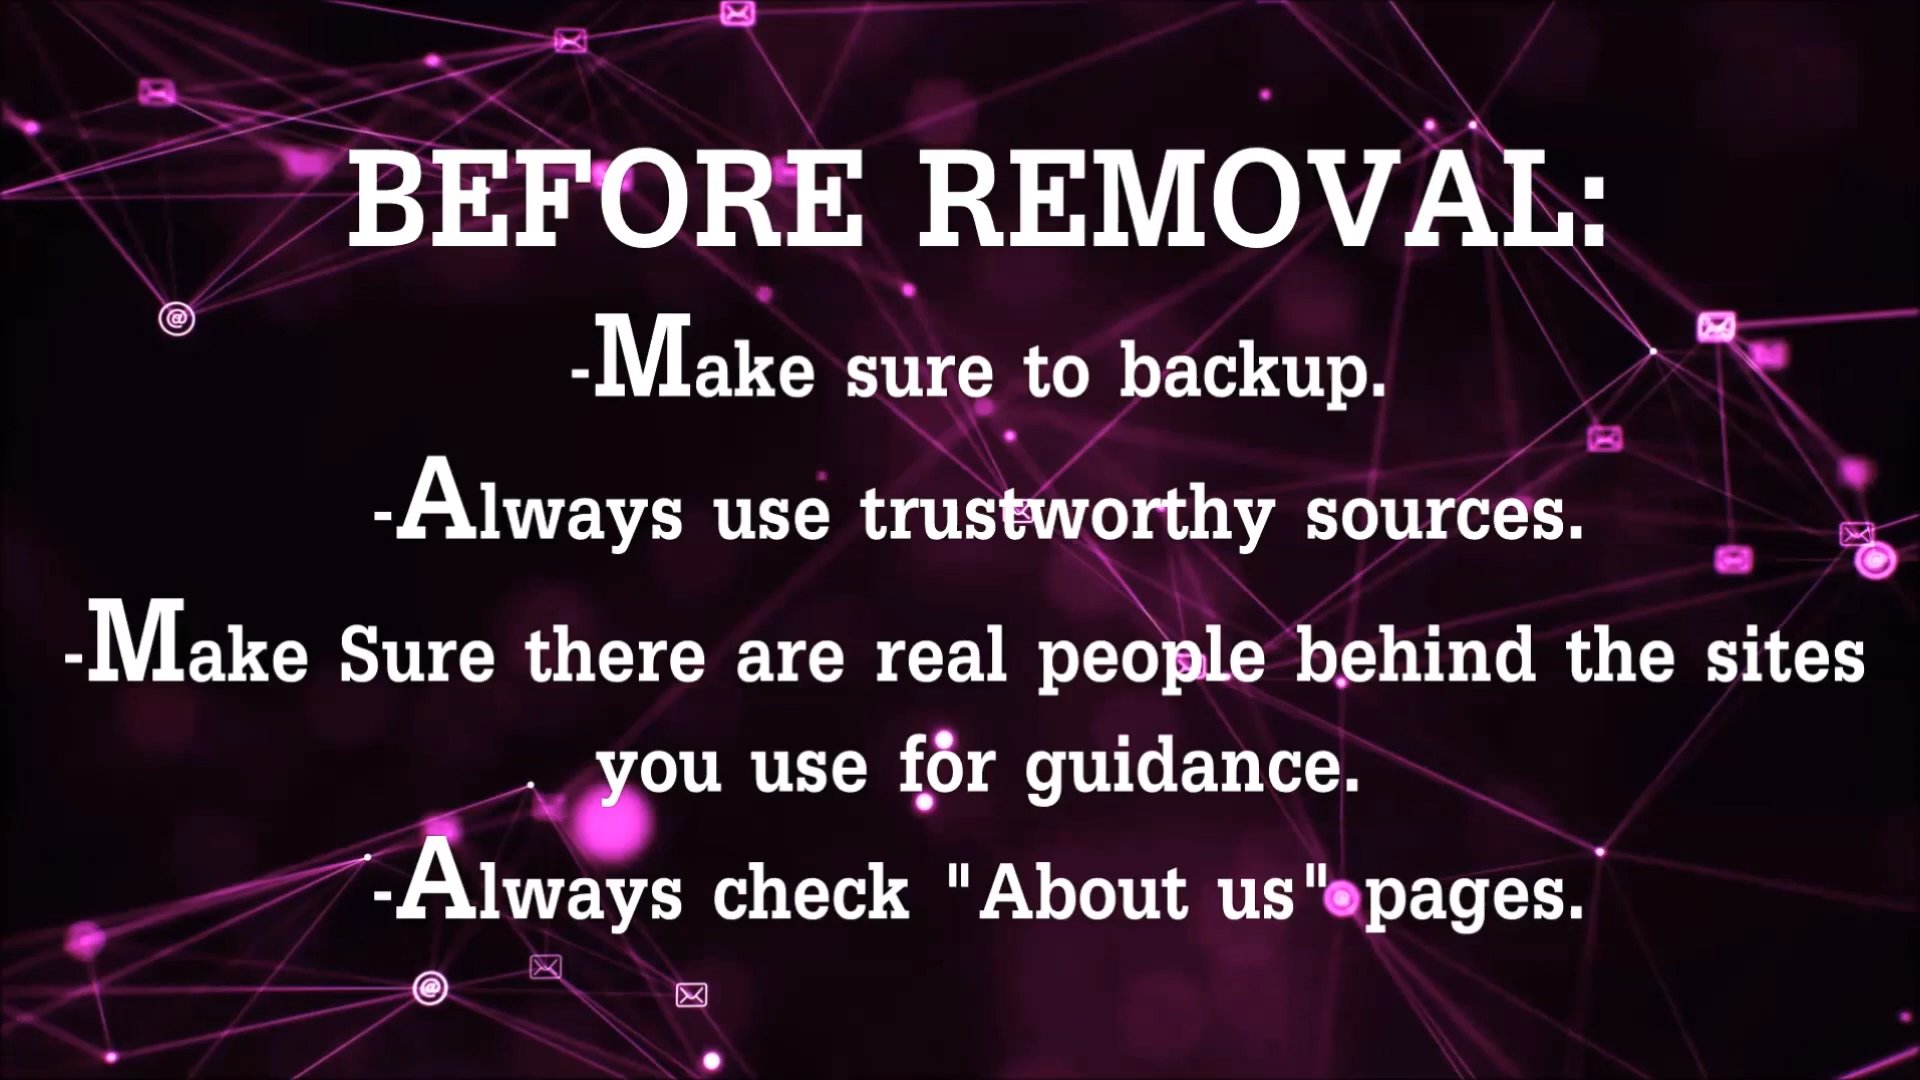 BEFORE REMOVAL:
-Make sure to backup.
-Always use trustworthy sources.
-Make Sure there are real people behind the sites
you use for guidance.
-Always check "About us" pages.